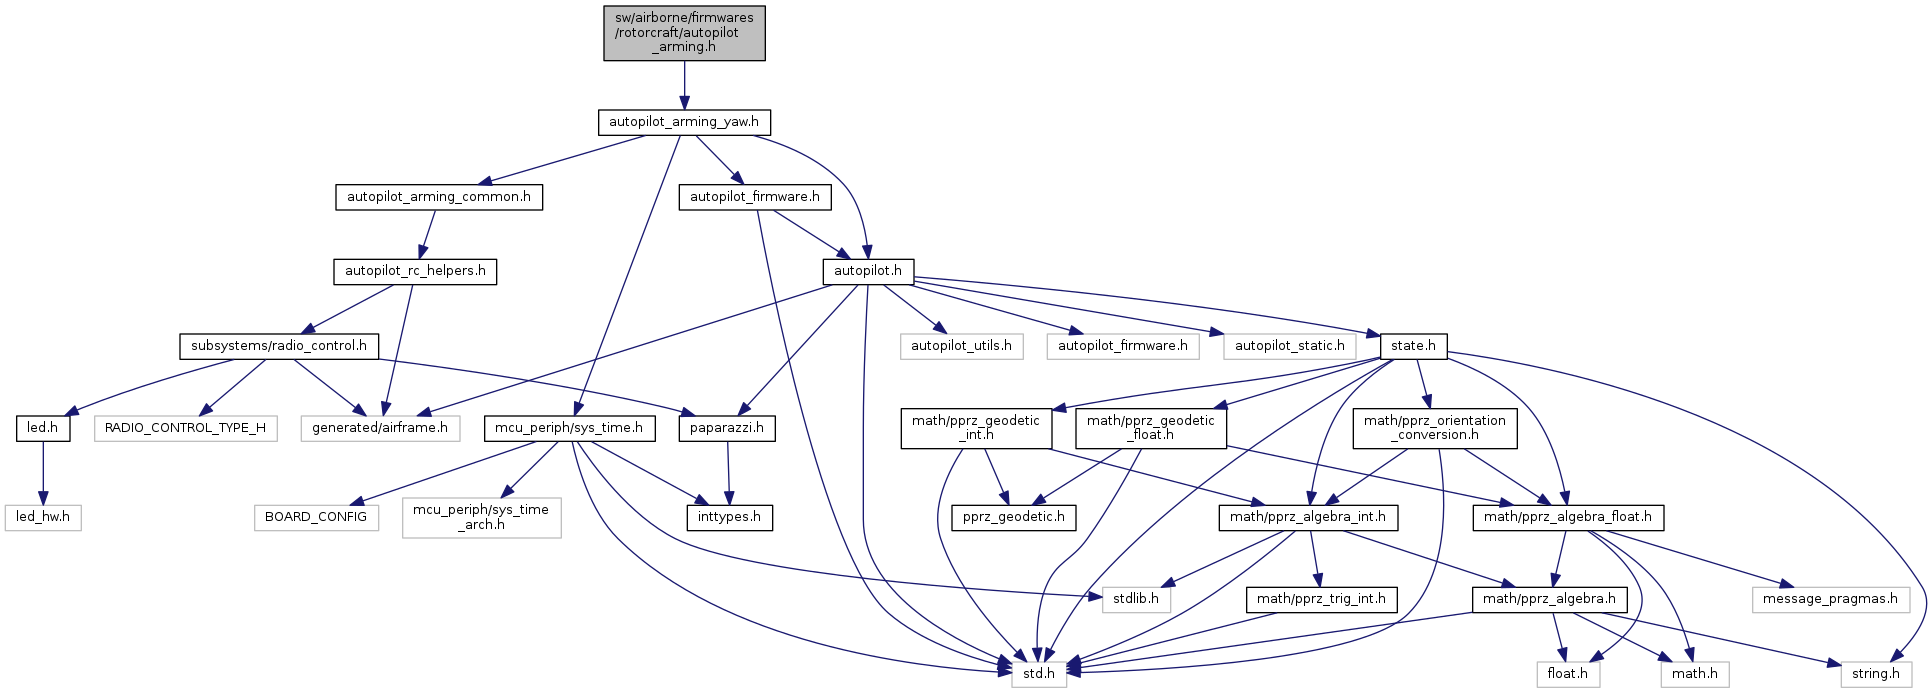 sw/airborne/firmwares
/rotorcraft/autopilot
_arming.h
autopilot_arming_yaw.h
autopilot_arming_common.h
autopilot_firmware.h
autopilot_rc_helpers.h
autopilot.h
subsystems/radio_control.h
autopilot_utils.h
autopilot_firmware.h
autopilot_static.h
state.h
led.h
RADIO_CONTROL_TYPE_H
generated/airframe.h
mcu_periph/sys_time.h
paparazzi.h
math/pprz_geodetic
_int.h
math/pprz_geodetic
_float.h
math/pprz_orientation
_conversion.h
led_hw.h
BOARD_CONFIG
mcu_periph/sys_time
_arch.h
inttypes.h
pprz_geodetic.h
math/pprz_algebra_int.h
math/pprz_algebra_float.h
stdlib.h
math/pprz_trig_int.h
math/pprz_algebra.h
message_pragmas.h
std.h
float.h
math.h
string.h